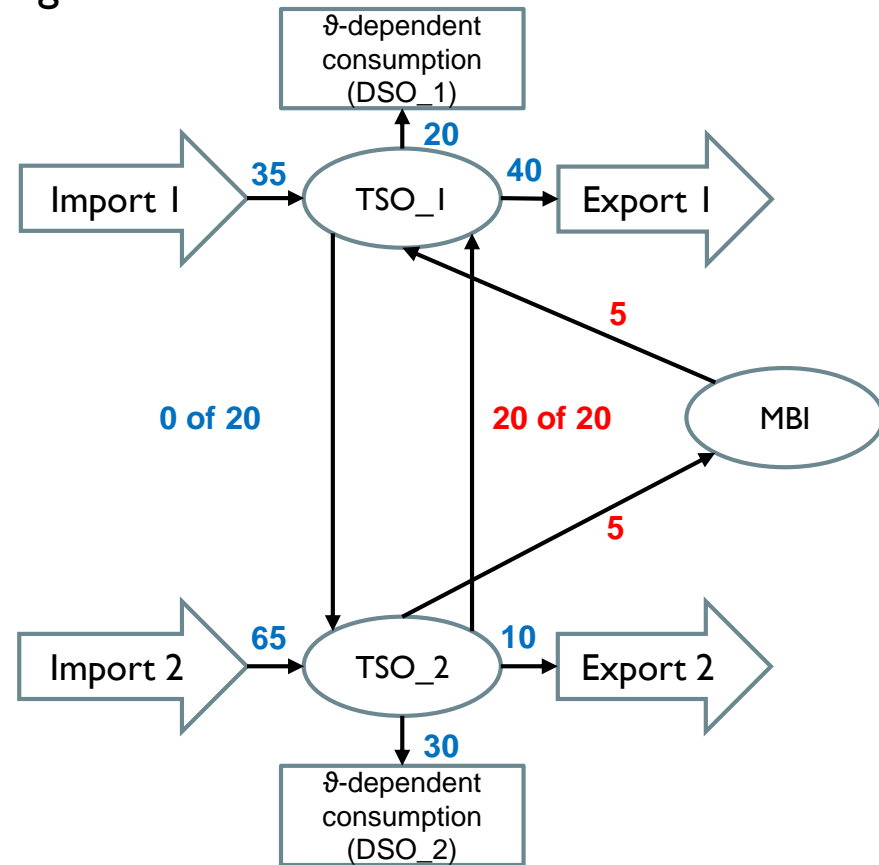 g
ϑ-dependent
consumption
(DSO_1)
20
35
40
Import 1
TSO_1
Export 1
5
0 of 20
20 of 20
MBI
5
65
10
Import 2
TSO_2
Export 2
30
ϑ-dependent
consumption
(DSO_2)